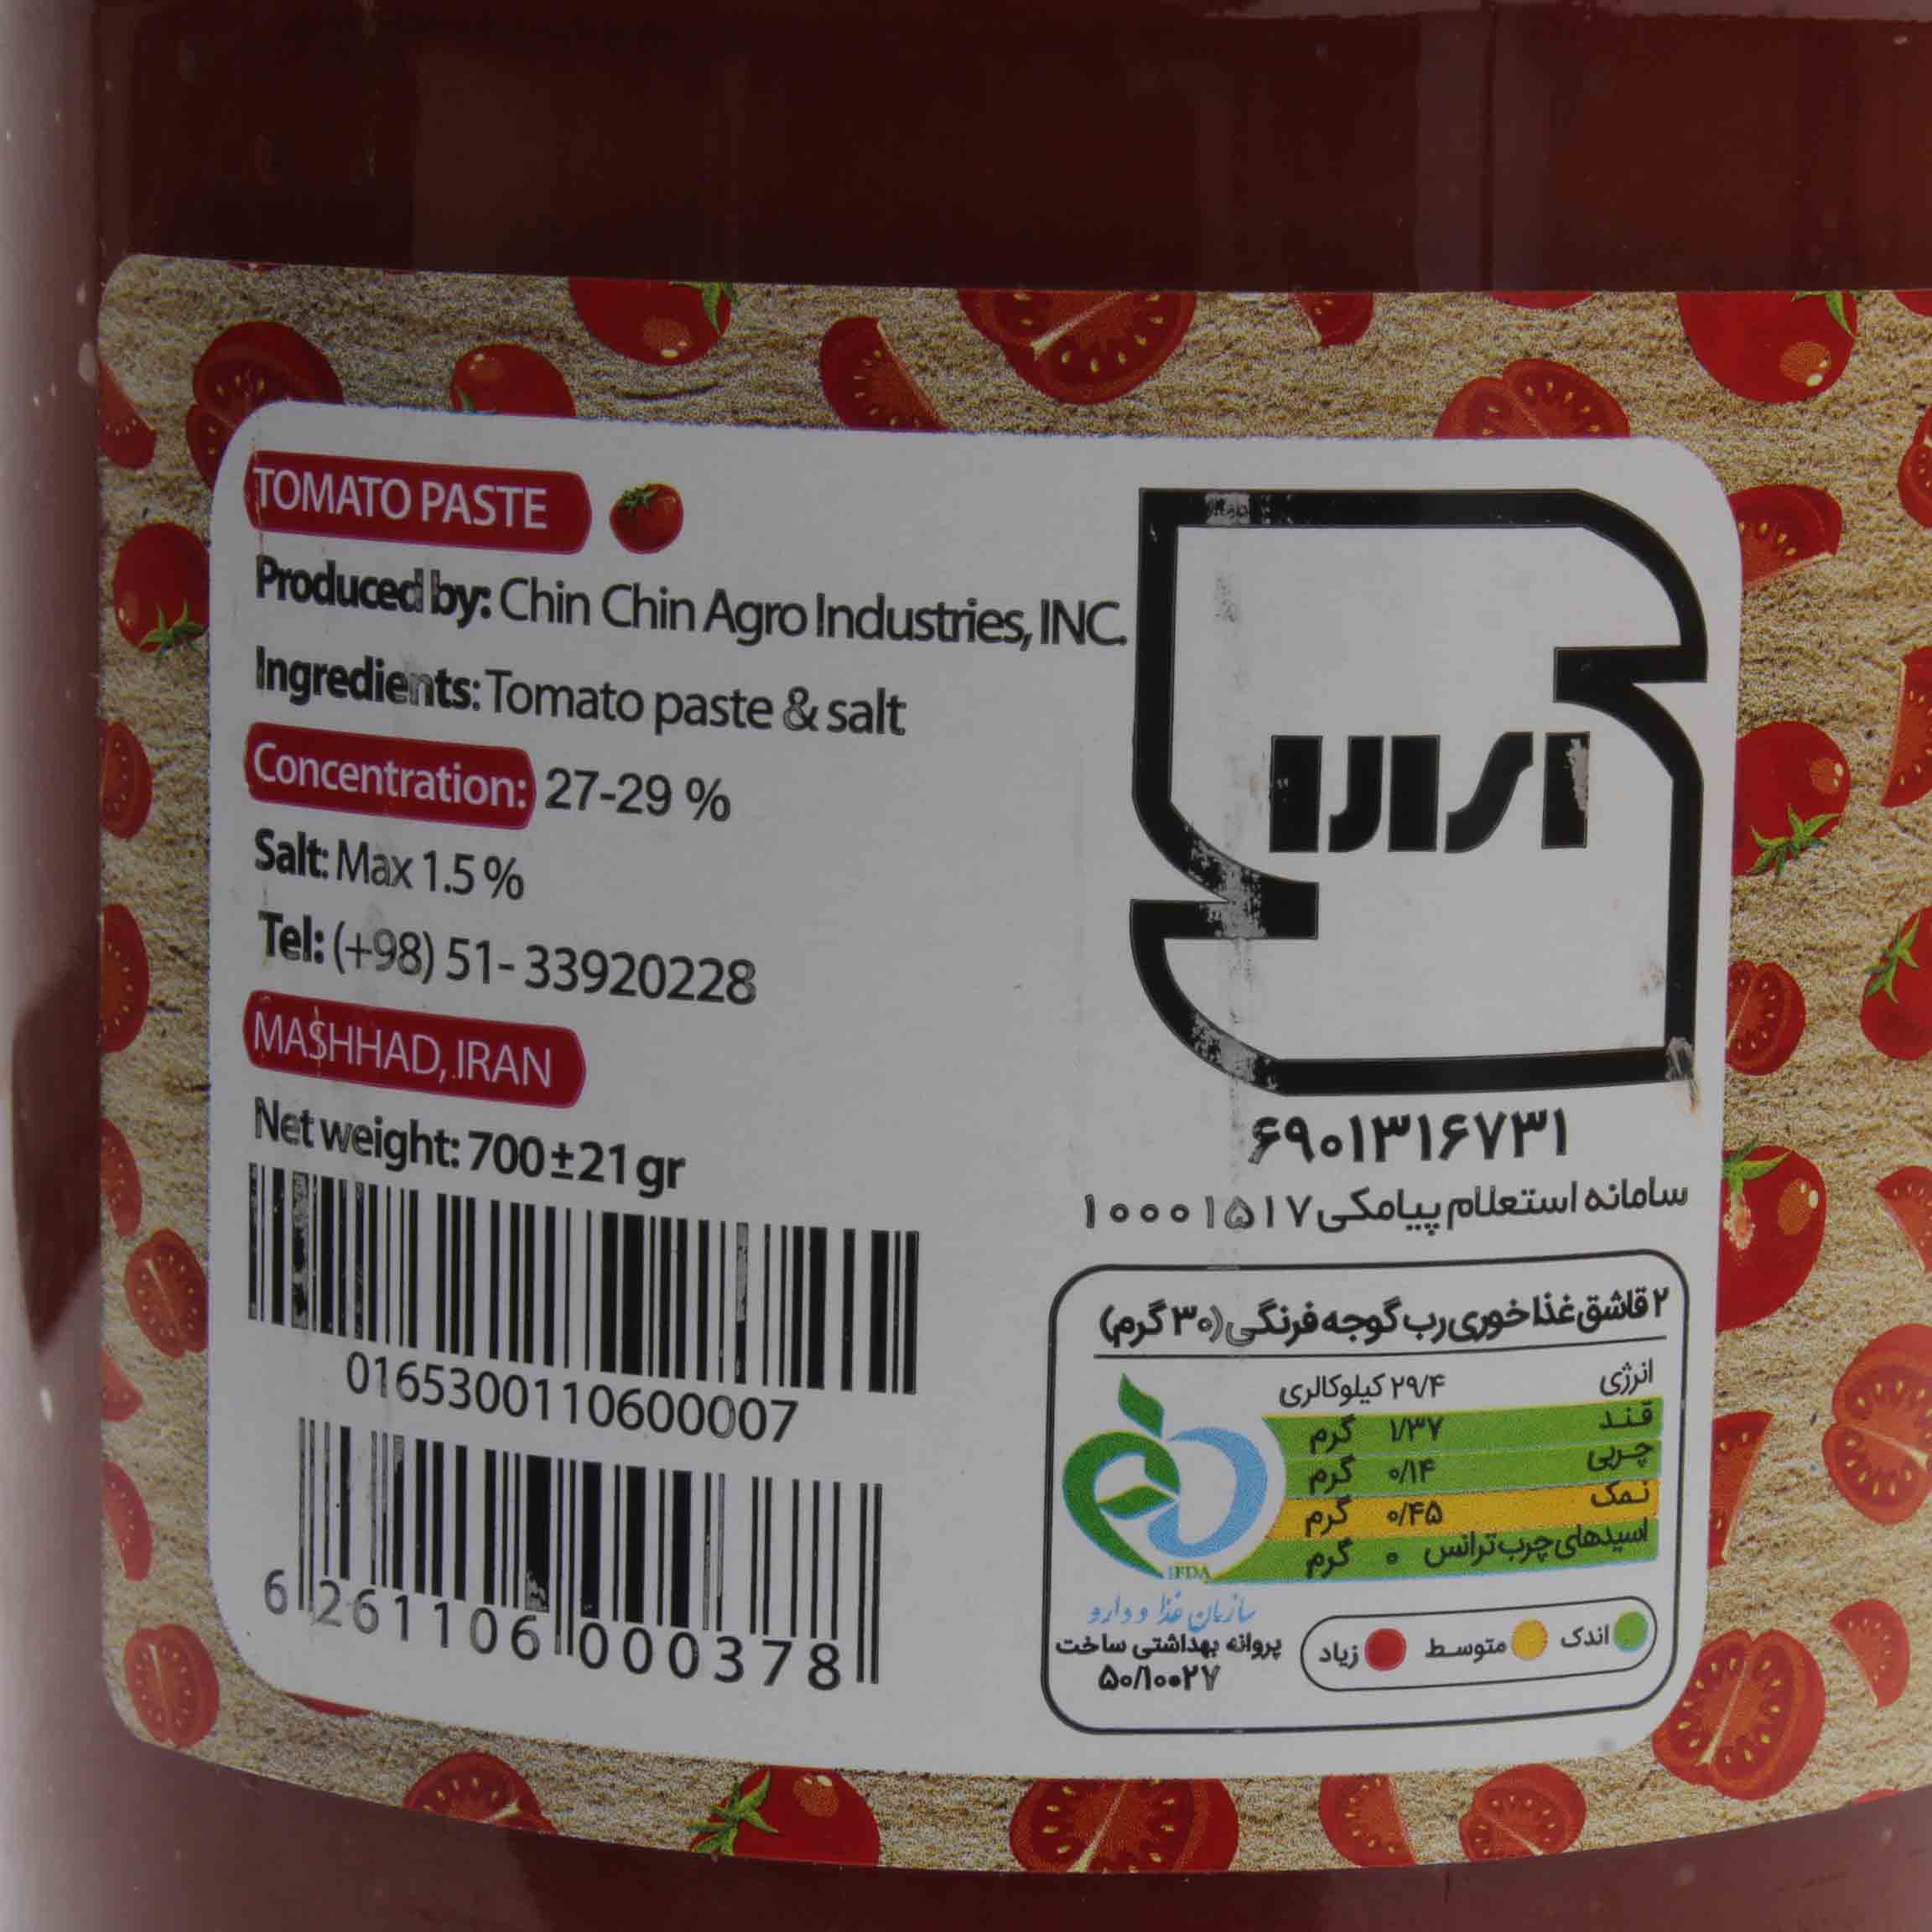 TOMATO PASTE
Produced by: Chin Chin Agro Industries, INC.
Ingredients: Tomato paste & salt
Concentration: 27-29 %
Salt: Max 1.5 %
Tel: (+98) 51- 33920228
MASHHAD, IRAN
Net weight: 700±21 gr
0165300110600007
6 261106 000378
۶۹۰۱۳۱۶۷۳۱
سامانه استعلام پیامکی ۱۰۰۰۱۵۱۷
۲ قاشق غذاخوری رب گوجه فرنگی (۳۰ گرم)
انرژی ۲۹/۴ کیلوکالری
قند ۱/۳۷ گرم
چربی ۰/۱۴ گرم
نمک ۰/۴۵ گرم
اسیدهای چرب ترانس ۰ گرم
IFDA
سازمان غذا و دارو
پروانه بهداشتی ساخت
۵۰/۱۰۰۲۷
اندک متوسط زیاد